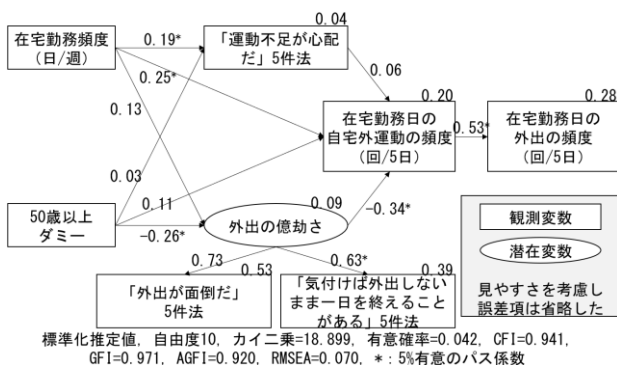 0.04
在宅勤務頻度
(日/週)
0.19*
「運動不足が心配
だ」5件法
0.25*
0.06
0.13
0.20
0.28
在宅勤務日の
自宅外運動の頻度
(回/5日)
0.53*
在宅勤務日の
外出の頻度
(回/5日)
0.03
0.11
50歳以上
ダミー
-0.26*
0.09
外出の億劫さ
-0.34*
観測変数
潜在変数
見やすさを考慮し
誤差項は省略した
0.73
0.53
0.63*
0.39
「外出が面倒だ」
5件法
「気付けば外出しない
まま一日を終えること
がある」5件法
標準化推定値, 自由度10, カイ二乗=18.899, 有意確率=0.042, CFI=0.941,
GFI=0.971, AGFI=0.920, RMSEA=0.070, *: 5%有意のパス係数